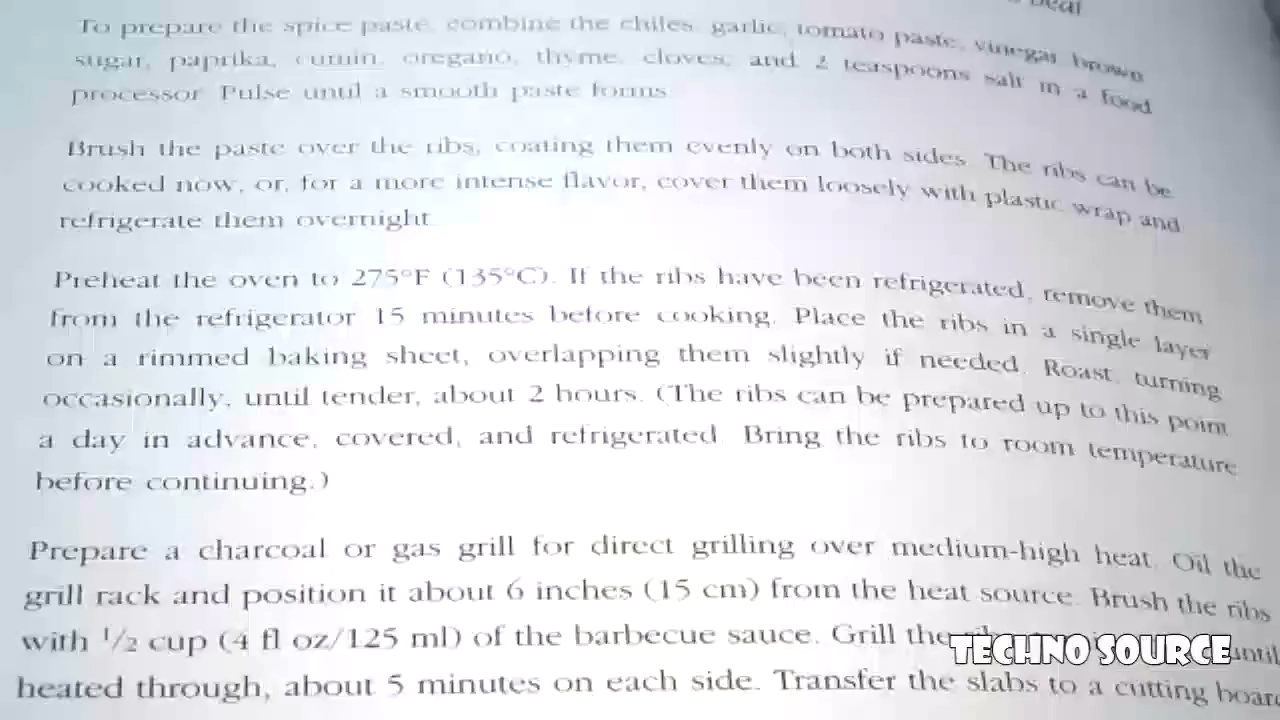 To prepare the spice paste, combine the chiles, garlic, tomato paste, vinegar, brown
sugar, paprika, cumin, oregano, thyme, cloves, and 2 teaspoons salt in a food
processor. Pulse until a smooth paste forms.
Brush the paste over the ribs, coating them evenly on both sides. The ribs can be
cooked now, or, for a more intense flavor, cover them loosely with plastic wrap and
refrigerate them overnight.
Preheat the oven to 275°F (135°C). If the ribs have been refrigerated, remove them
from the refrigerator 15 minutes before cooking. Place the ribs in a single layer
on a rimmed baking sheet, overlapping them slightly if needed. Roast, turning
occasionally, until tender, about 2 hours. (The ribs can be prepared up to this point
a day in advance, covered, and refrigerated. Bring the ribs to room temperature
before continuing.)
Prepare a charcoal or gas grill for direct grilling over medium-high heat. Oil the
grill rack and position it about 6 inches (15 cm) from the heat source. Brush the ribs
with 1/2 cup (4 fl oz/125 ml) of the barbecue sauce. Grill the until
TECHNO SOURCE
heated through, about 5 minutes on each side. Transfer the slabs to a cutting